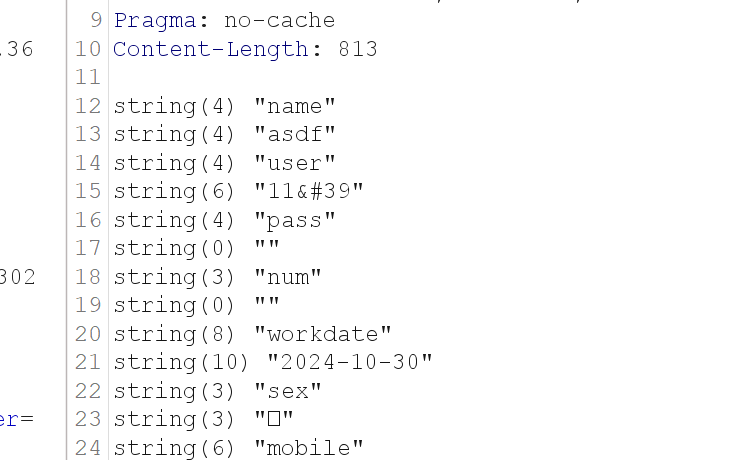 9 Pragma: no-cache
.36 10 Content-Length: 813
11
12 string(4) "name"
13 string(4) "asdf"
14 string(4) "user"
15 string(6) "11&#39"
16 string(4) "pass"
17 string(0) ""
302 18 string(3) "num"
19 string(0) ""
20 string(8) "workdate"
21 string(10) "2024-10-30"
22 string(3) "sex"
er= 23 string(3) "□"
24 string(6) "mobile"